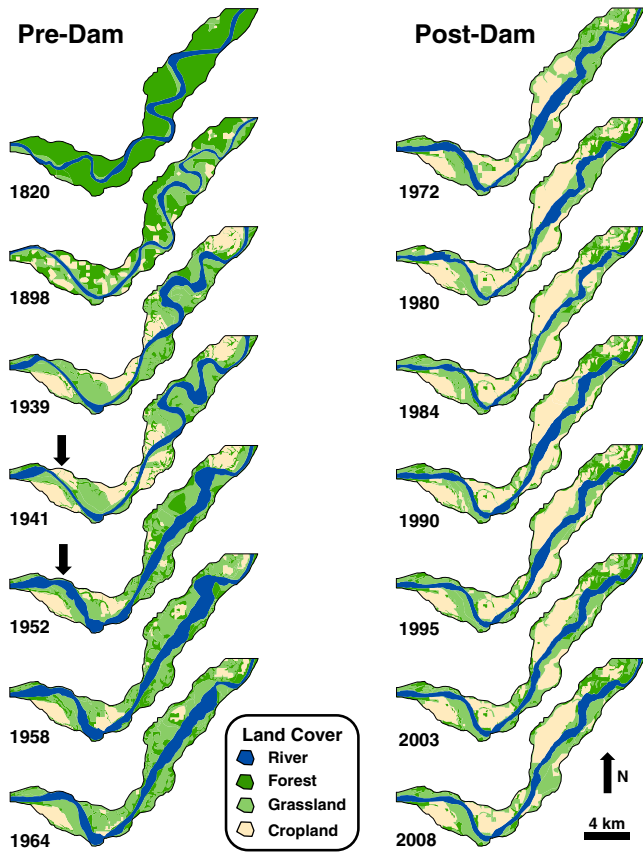 Pre-Dam
1820
1898
1939
1941
1952
1958
1964
Post-Dam
1972
1980
1984
1990
1995
2003
2008
Land Cover
River
Forest
Grassland
Cropland
N
4 km